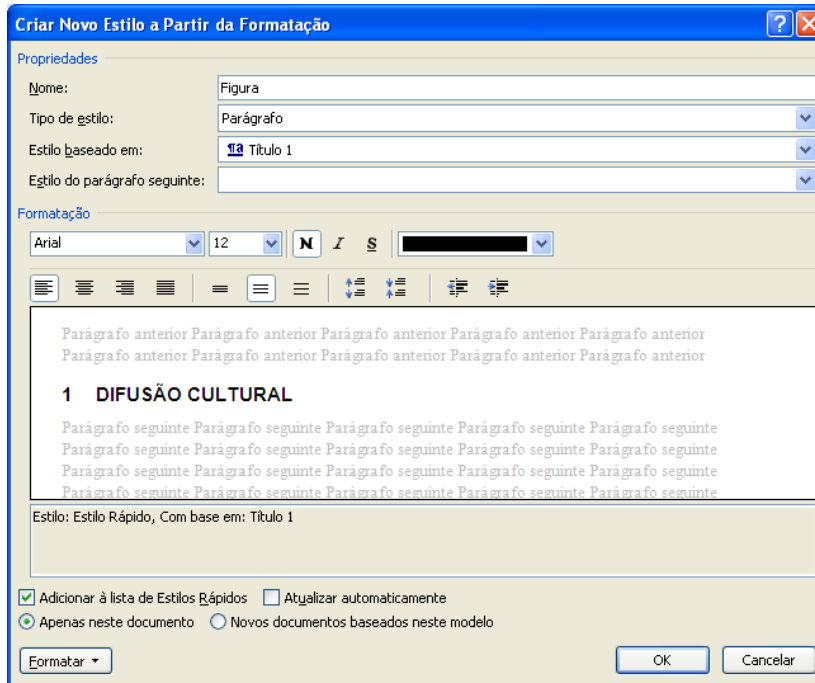 Criar Novo Estilo a Partir da Formatação
Propriedades
Nome: Figura
Tipo de estilo: Parágrafo
Estilo baseado em: ¶a Título 1
Estilo do parágrafo seguinte:
Formatação
Arial 12 N I S
Parágrafo anterior Parágrafo anterior Parágrafo anterior Parágrafo anterior Parágrafo anterior
Parágrafo anterior Parágrafo anterior Parágrafo anterior Parágrafo anterior Parágrafo anterior
1 DIFUSÃO CULTURAL
Parágrafo seguinte Parágrafo seguinte Parágrafo seguinte Parágrafo seguinte Parágrafo seguinte
Parágrafo seguinte Parágrafo seguinte Parágrafo seguinte Parágrafo seguinte Parágrafo seguinte
Parágrafo seguinte Parágrafo seguinte Parágrafo seguinte Parágrafo seguinte Parágrafo seguinte
Parágrafo seguinte Parágrafo seguinte Parágrafo seguinte Parágrafo seguinte Parágrafo seguinte
Estilo: Estilo Rápido, Com base em: Título 1
Adicionar à lista de Estilos Rápidos Atualizar automaticamente
Apenas neste documento Novos documentos baseados neste modelo
Formatar OK Cancelar